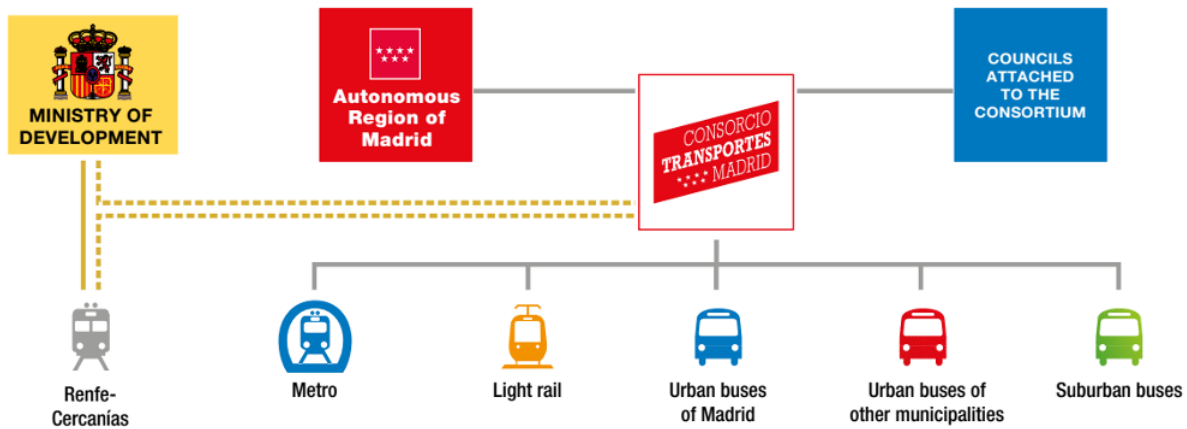 MINISTRY OF
DEVELOPMENT
Autonomous
Region of
Madrid
CONSORCIO
TRANSPORTES
MADRID
COUNCILS
ATTACHED
TO THE
CONSORTIUM
Renfe-
Cercanías
Metro
Light rail
Urban buses
of Madrid
Urban buses of
other municipalities
Suburban buses